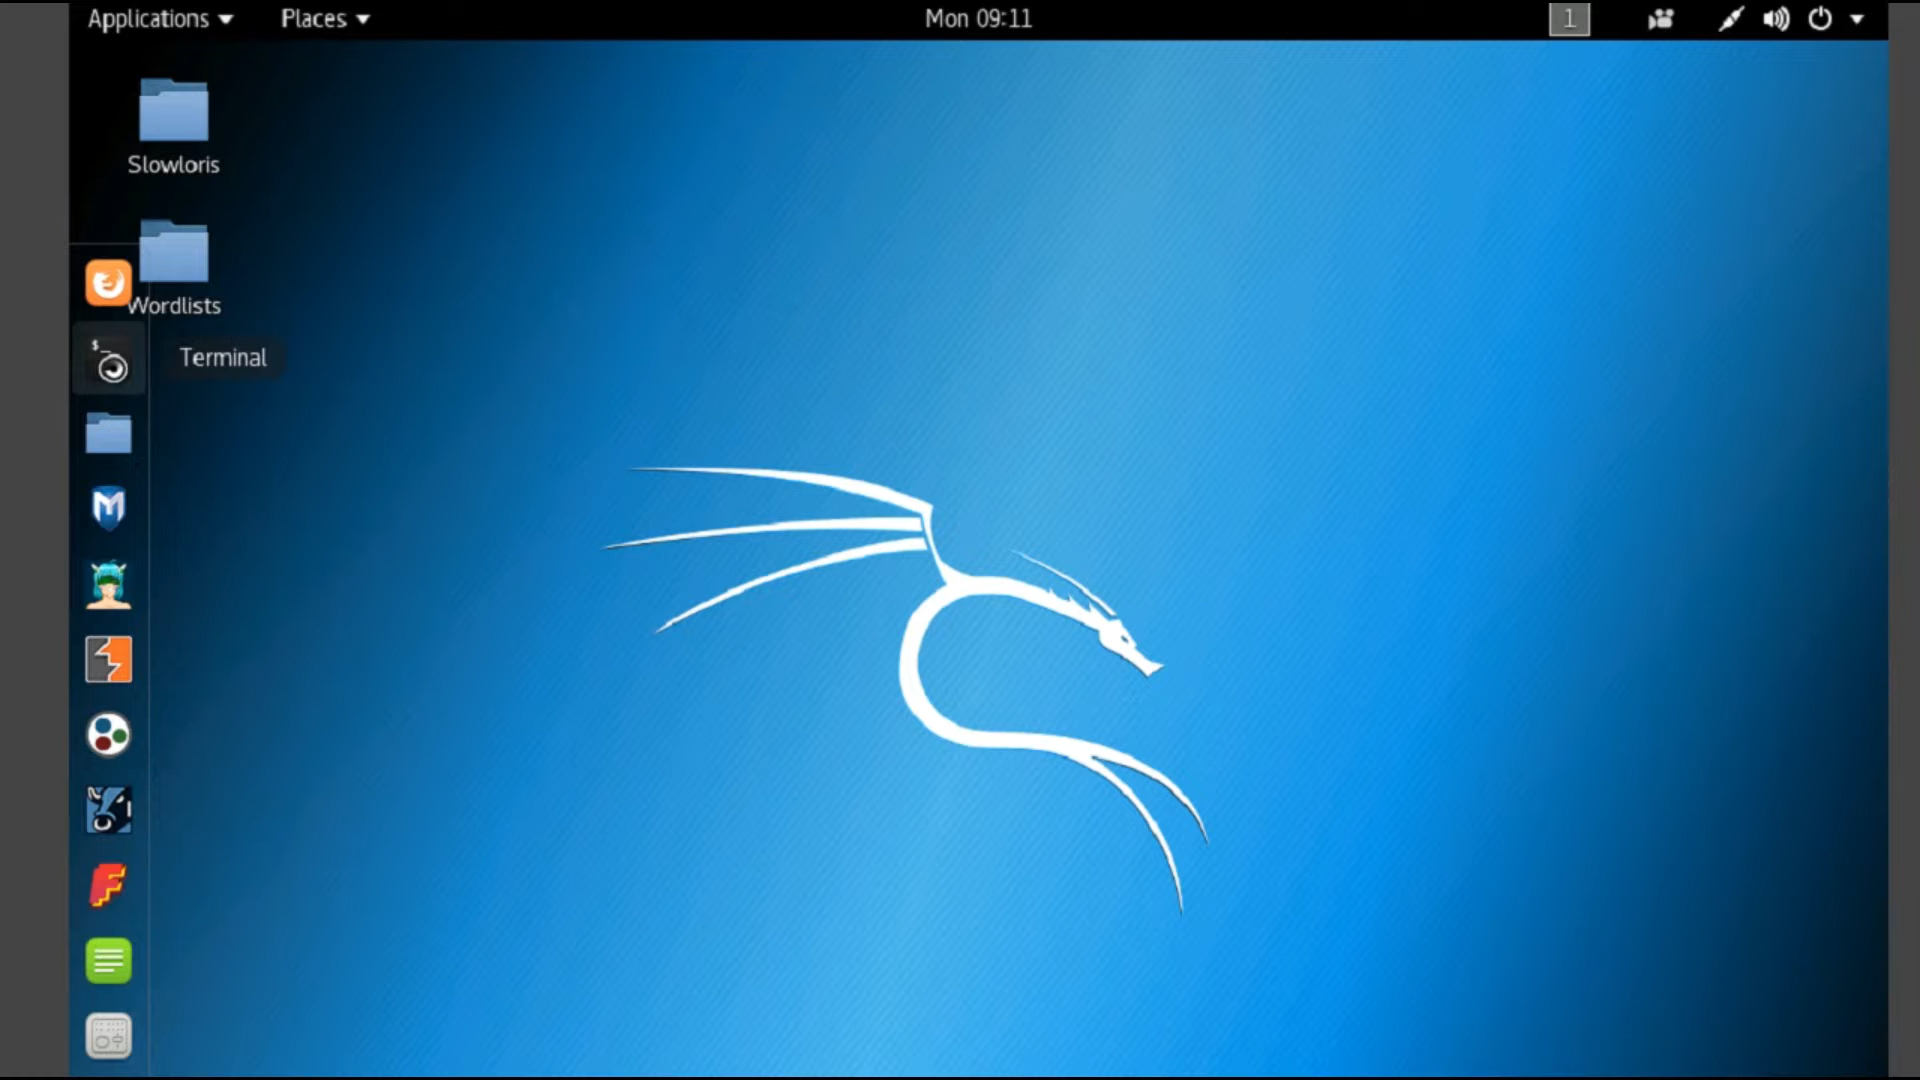 Applications Places Mon 09:11 1
Slowloris
Wordlists
$_
Terminal